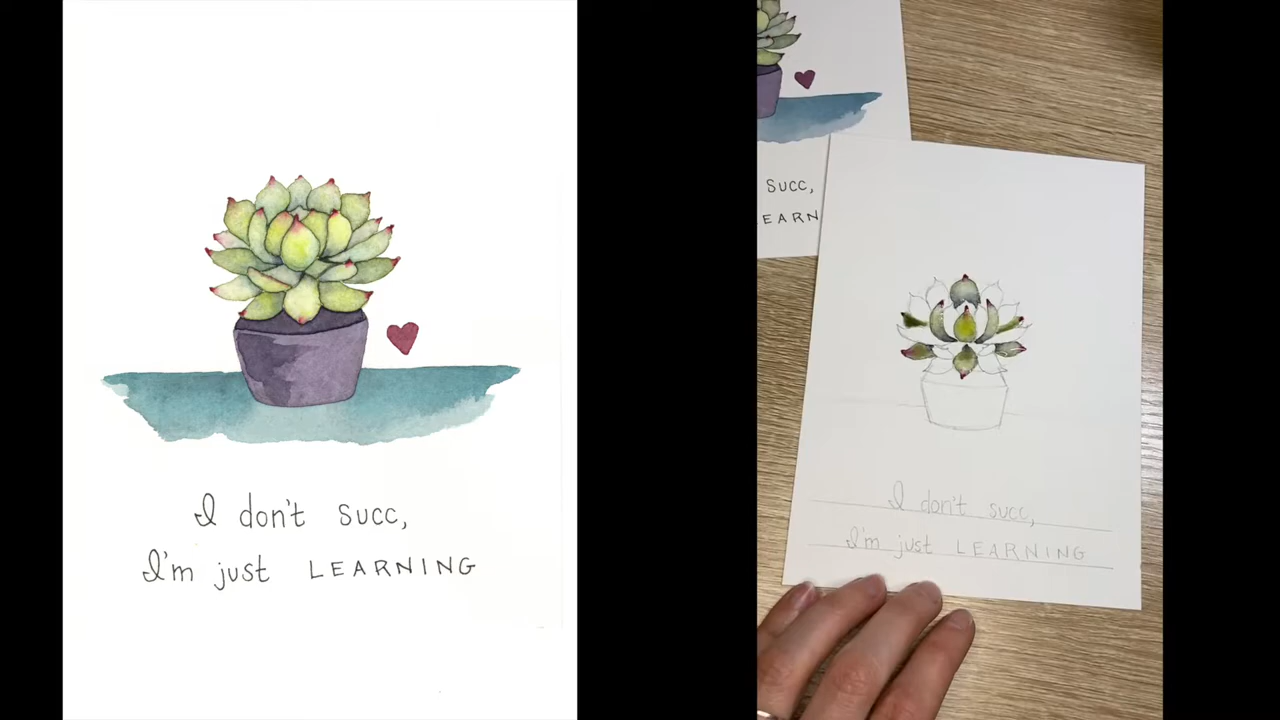 I don't succ,
I'm just LEARNING
succ,
EARN
I don't succ,
I'm just LEARNING